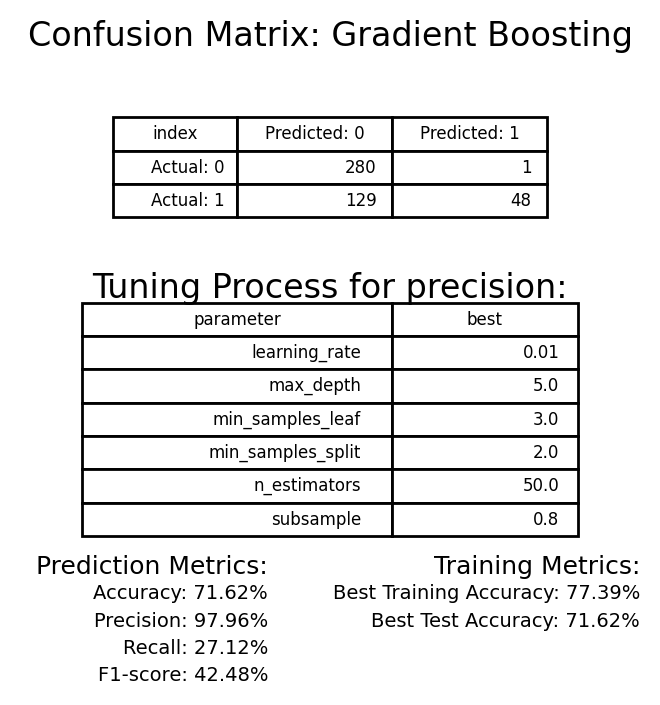 Confusion Matrix: Gradient Boosting
index Predicted: 0 Predicted: 1
Actual: 0 280 1
Actual: 1 129 48
Tuning Process for precision:
parameter best
learning_rate 0.01
max_depth 5.0
min_samples_leaf 3.0
min_samples_split 2.0
n_estimators 50.0
subsample 0.8
Prediction Metrics:
Accuracy: 71.62%
Precision: 97.96%
Recall: 27.12%
F1-score: 42.48%
Training Metrics:
Best Training Accuracy: 77.39%
Best Test Accuracy: 71.62%